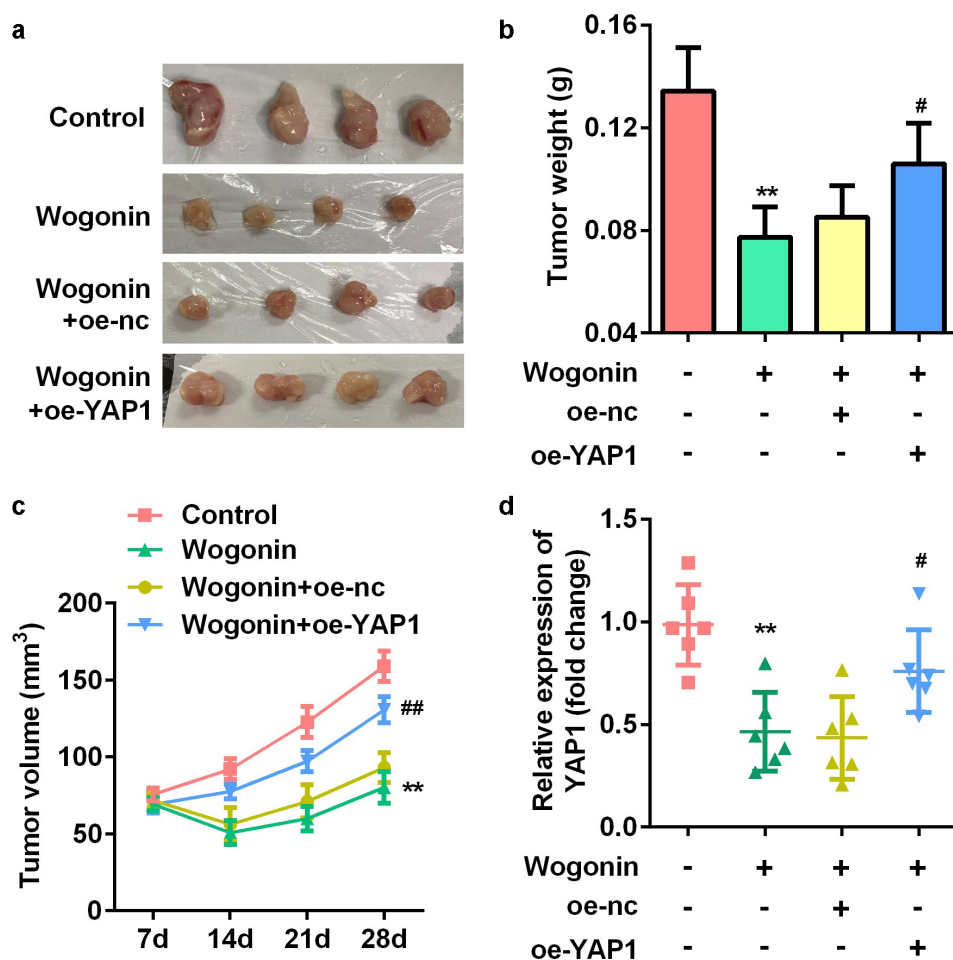 a
Control
Wogonin
Wogonin
+oe-nc
Wogonin
+oe-YAP1
b
Tumor weight (g)
0.16
0.12
0.08
0.04
**
#
Wogonin - + + +
oe-nc - - + -
oe-YAP1 - - - +
c
Control
Wogonin
Wogonin+oe-nc
Wogonin+oe-YAP1
Tumor volume (mm³)
200
150
100
50
0
##
**
7d 14d 21d 28d
d
Relative expression of
YAP1 (fold change)
1.5
1.0
0.5
0.0
**
#
Wogonin - + + +
oe-nc - - + -
oe-YAP1 - - - +